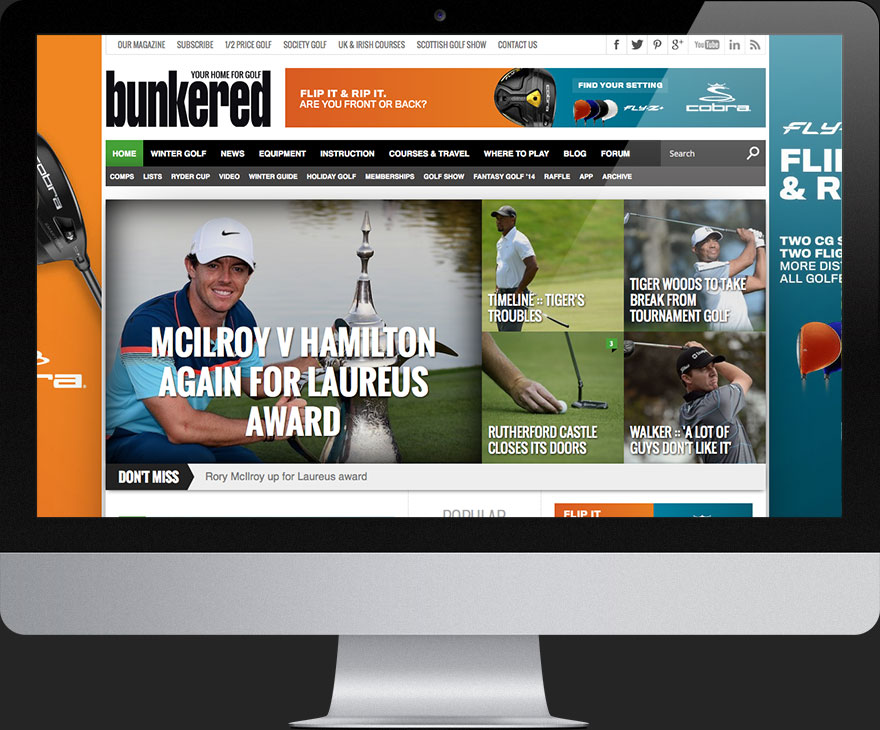 OUR MAGAZINE SUBSCRIBE 1/2 PRICE GOLF SOCIETY GOLF UK & IRISH COURSES SCOTTISH GOLF SHOW CONTACT US
f g+ YouTube in
YOUR HOME FOR GOLF
bunkered
FLIP IT & RIP IT.
ARE YOU FRONT OR BACK?
FIND YOUR SETTING
FLY-Z+
cobra
HOME WINTER GOLF NEWS EQUIPMENT INSTRUCTION COURSES & TRAVEL WHERE TO PLAY BLOG FORUM Search
COMPS LISTS RYDER CUP VIDEO WINTER GUIDE HOLIDAY GOLF MEMBERSHIPS GOLF SHOW FANTASY GOLF '14 RAFFLE APP ARCHIVE
MCILROY V HAMILTON
AGAIN FOR LAUREUS
AWARD
TIMELINE :: TIGER'S
TROUBLES
TIGER WOODS TO TAKE
BREAK FROM
TOURNAMENT GOLF
3
RUTHERFORD CASTLE
CLOSES ITS DOORS
WALKER :: 'A LOT OF
GUYS DON'T LIKE IT'
DON'T MISS Rory McIlroy up for Laureus award
POPULAR
FLIP IT
cobra
ra.
FLY-
FLI
& R
TWO CG S
TWO FLIG
MORE DIS
ALL GOLFE